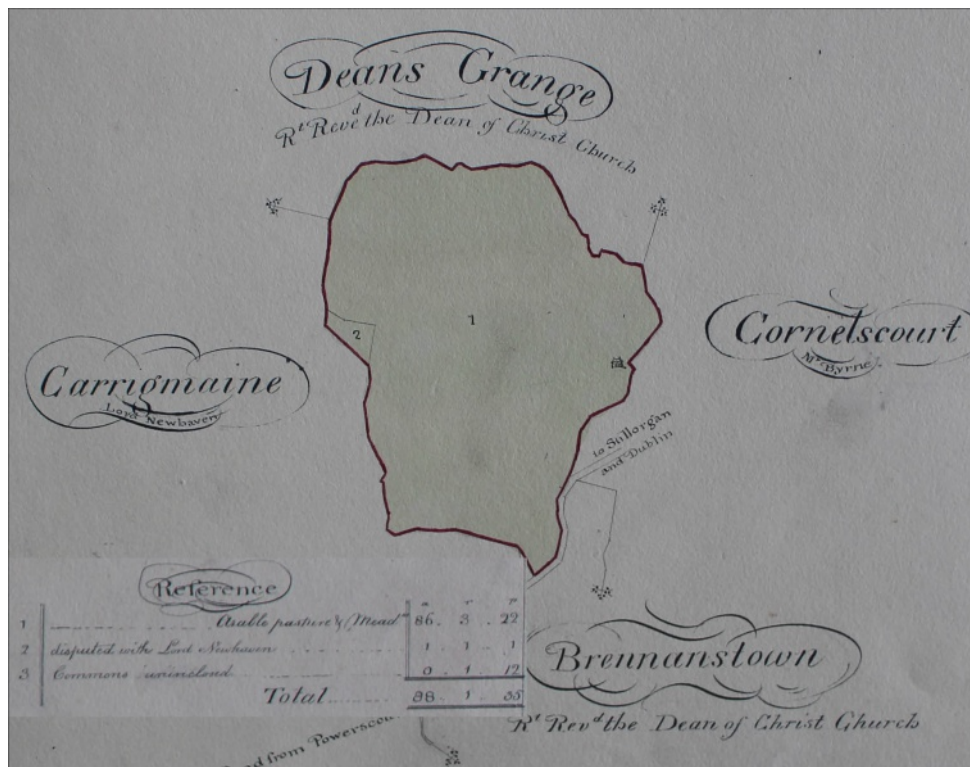 Deans Grange
Rt Revd the Dean of Christ Church
Cornelscourt
Mr Byrne
Carrigmaine
Lord Newhaven
1
2
to Stillorgan
and Dublin
Reference
a r p
1 Arable pasture & Meadw 86. 3. 22
2 disputed with Lord Newhaven 1. 1. 1
3 Commons 0. 1. 12
Total 88. 1. 35
Brennanstown
Rt Revd the Dean of Christ Church
from Powersco